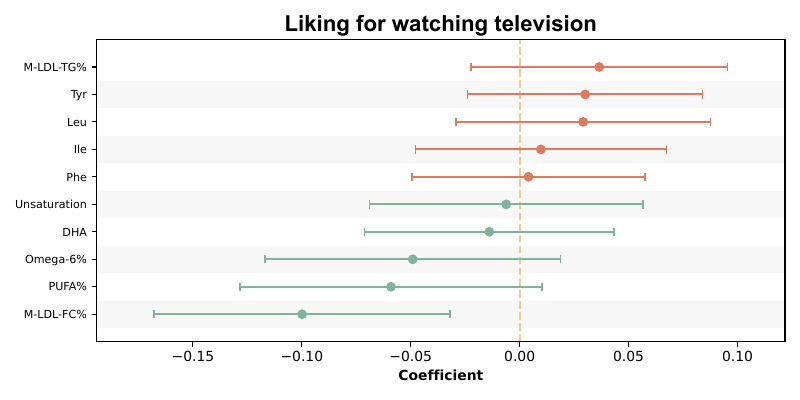 Liking for watching television
M-LDL-TG%
Tyr
Leu
Ile
Phe
Unsaturation
DHA
Omega-6%
PUFA%
M-LDL-FC%
−0.15 −0.10 −0.05 0.00 0.05 0.10
Coefficient